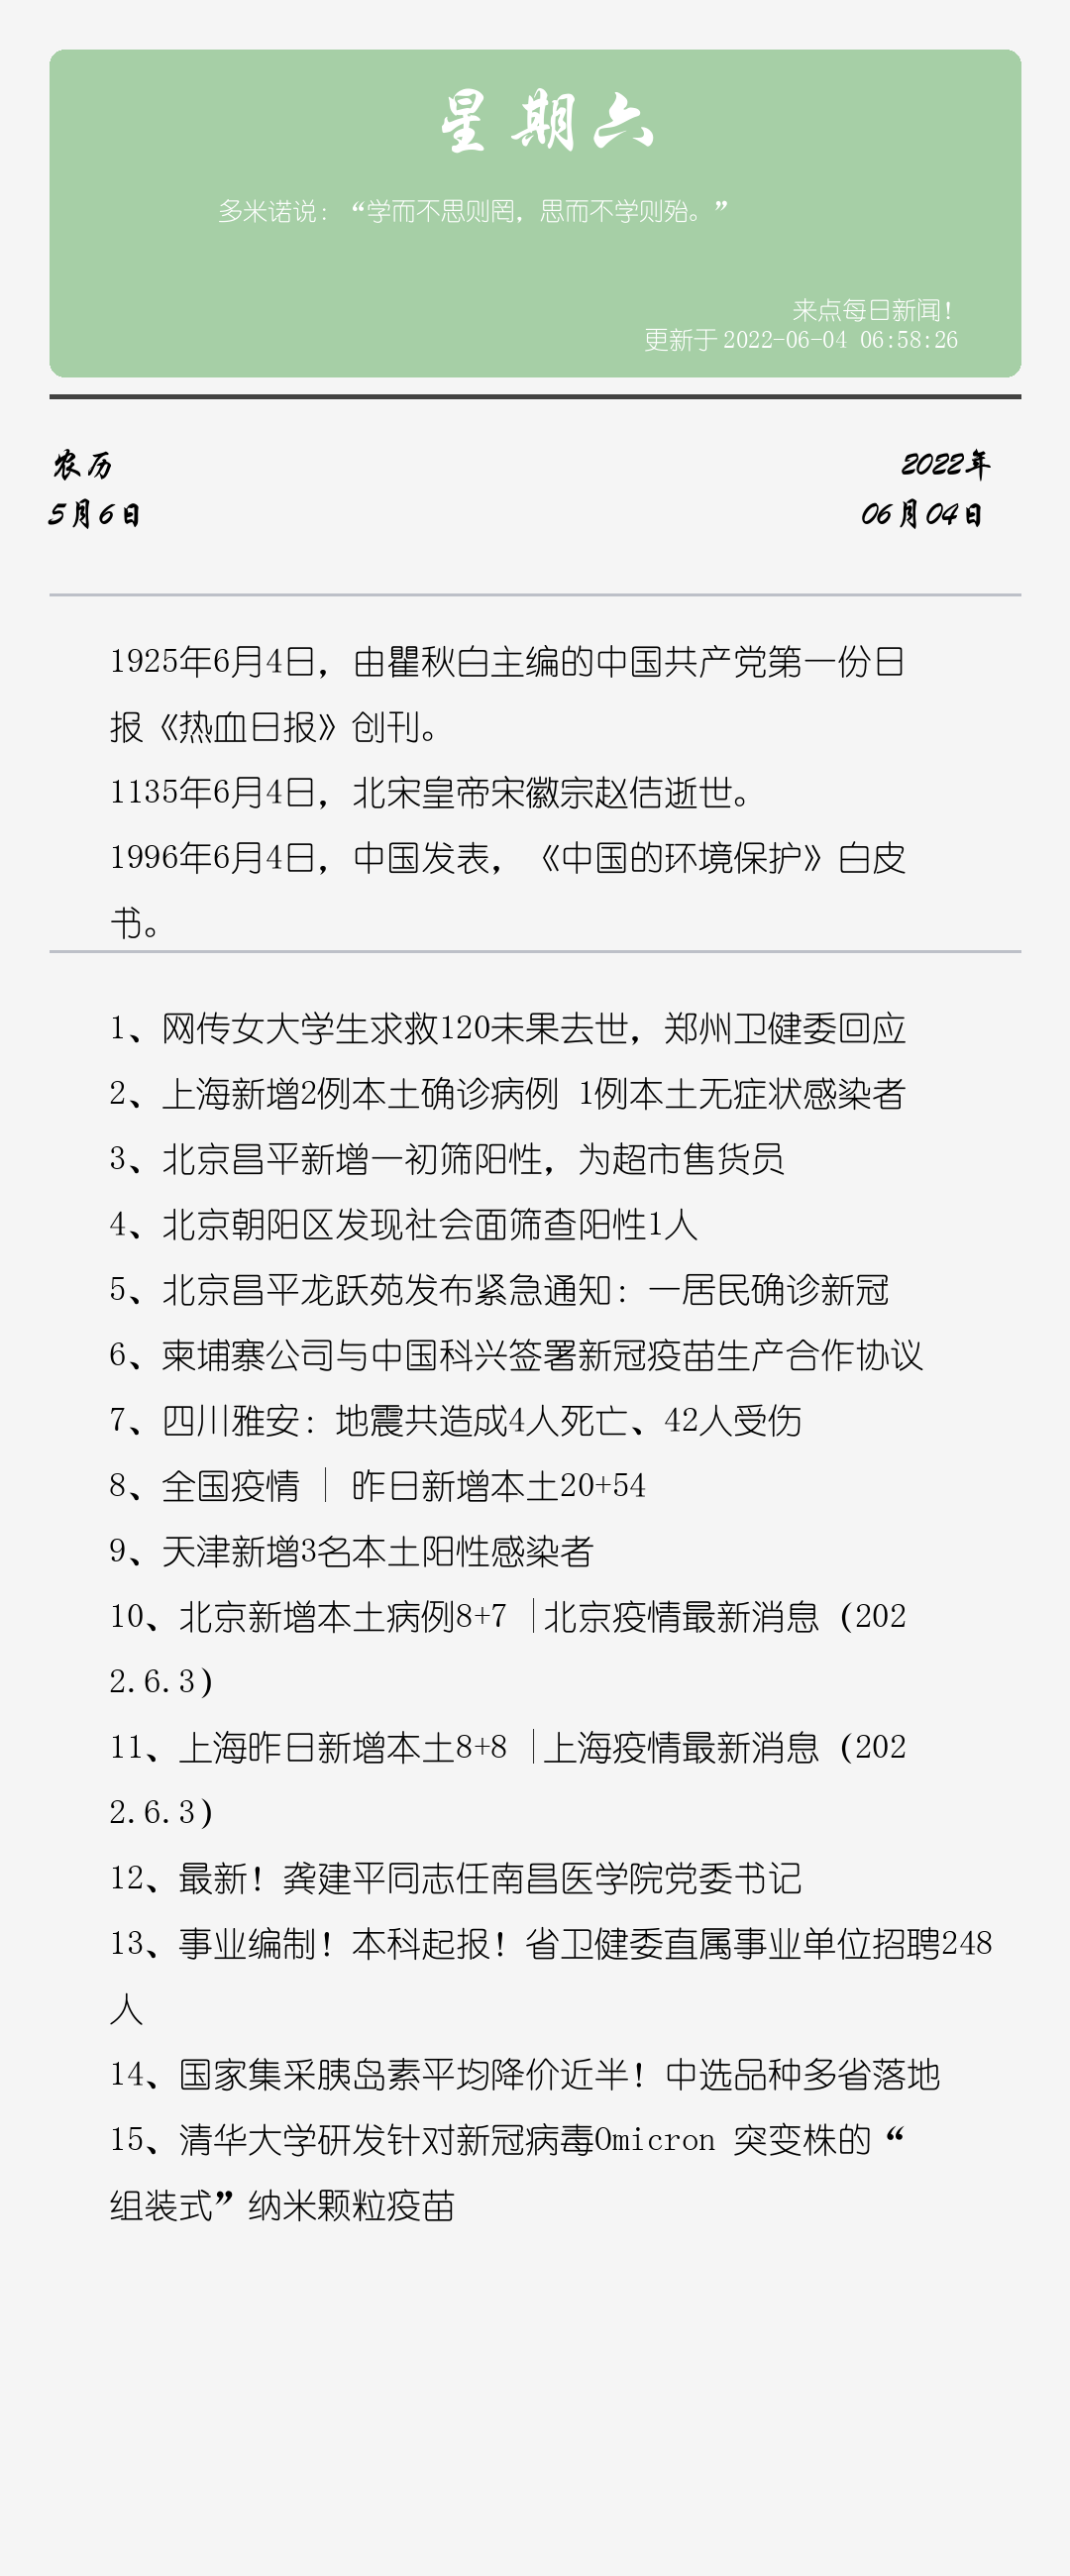 星期六
多米诺说：“学而不思则罔，思而不学则殆。”
来点每日新闻！
更新于 2022-06-04 06:58:26
农历
2022年
5月6日
06月04日
1925年6月4日，由瞿秋白主编的中国共产党第一份日
报《热血日报》创刊。
1135年6月4日，北宋皇帝宋徽宗赵佶逝世。
1996年6月4日，中国发表，《中国的环境保护》白皮
书。
1、网传女大学生求救120未果去世，郑州卫健委回应
2、上海新增2例本土确诊病例 1例本土无症状感染者
3、北京昌平新增一初筛阳性，为超市售货员
4、北京朝阳区发现社会面筛查阳性1人
5、北京昌平龙跃苑发布紧急通知：一居民确诊新冠
6、柬埔寨公司与中国科兴签署新冠疫苗生产合作协议
7、四川雅安：地震共造成4人死亡、42人受伤
8、全国疫情 | 昨日新增本土20+54
9、天津新增3名本土阳性感染者
10、北京新增本土病例8+7 |北京疫情最新消息（202
2.6.3）
11、上海昨日新增本土8+8 |上海疫情最新消息（202
2.6.3）
12、最新！龚建平同志任南昌医学院党委书记
13、事业编制！本科起报！省卫健委直属事业单位招聘248
人
14、国家集采胰岛素平均降价近半！中选品种多省落地
15、清华大学研发针对新冠病毒Omicron 突变株的“
组装式”纳米颗粒疫苗